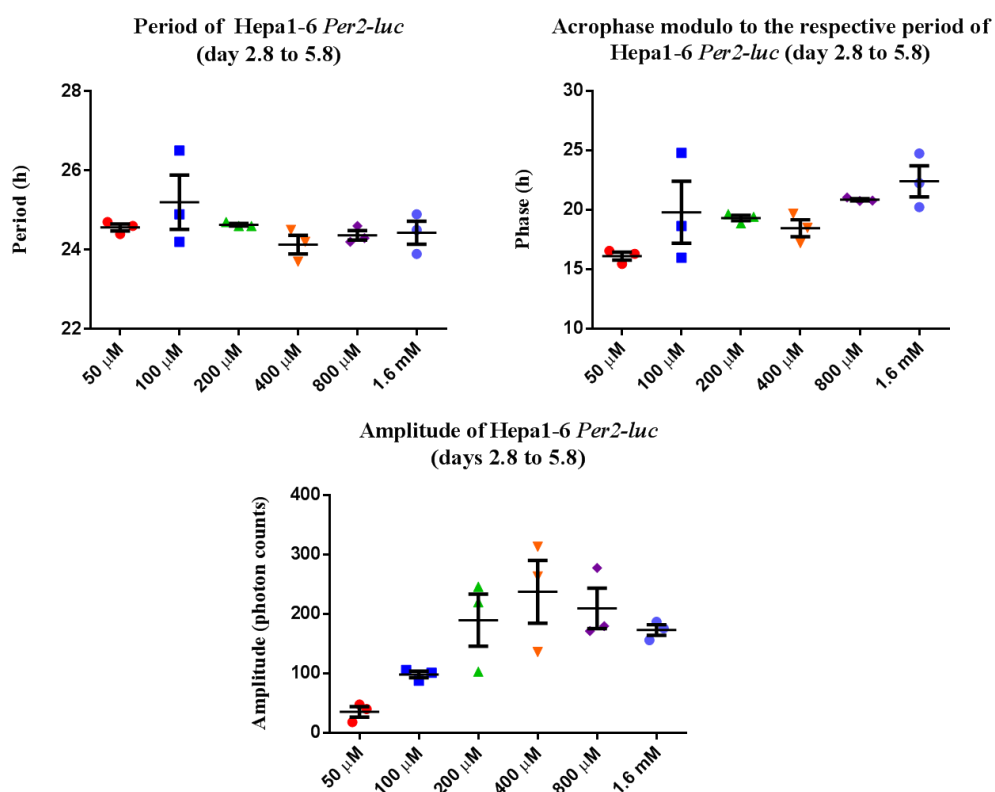 Period of Hepa1-6 Per2-luc
(day 2.8 to 5.8)
Period (h)
28
26
24
22
50 μM
100 μM
200 μM
400 μM
800 μM
1.6 mM
Acrophase modulo to the respective period of
Hepa1-6 Per2-luc (day 2.8 to 5.8)
Phase (h)
30
25
20
15
10
50 μM
100 μM
200 μM
400 μM
800 μM
1.6 mM
Amplitude of Hepa1-6 Per2-luc
(days 2.8 to 5.8)
Amplitude (photon counts)
400
300
200
100
0
50 μM
100 μM
200 μM
400 μM
800 μM
1.6 mM